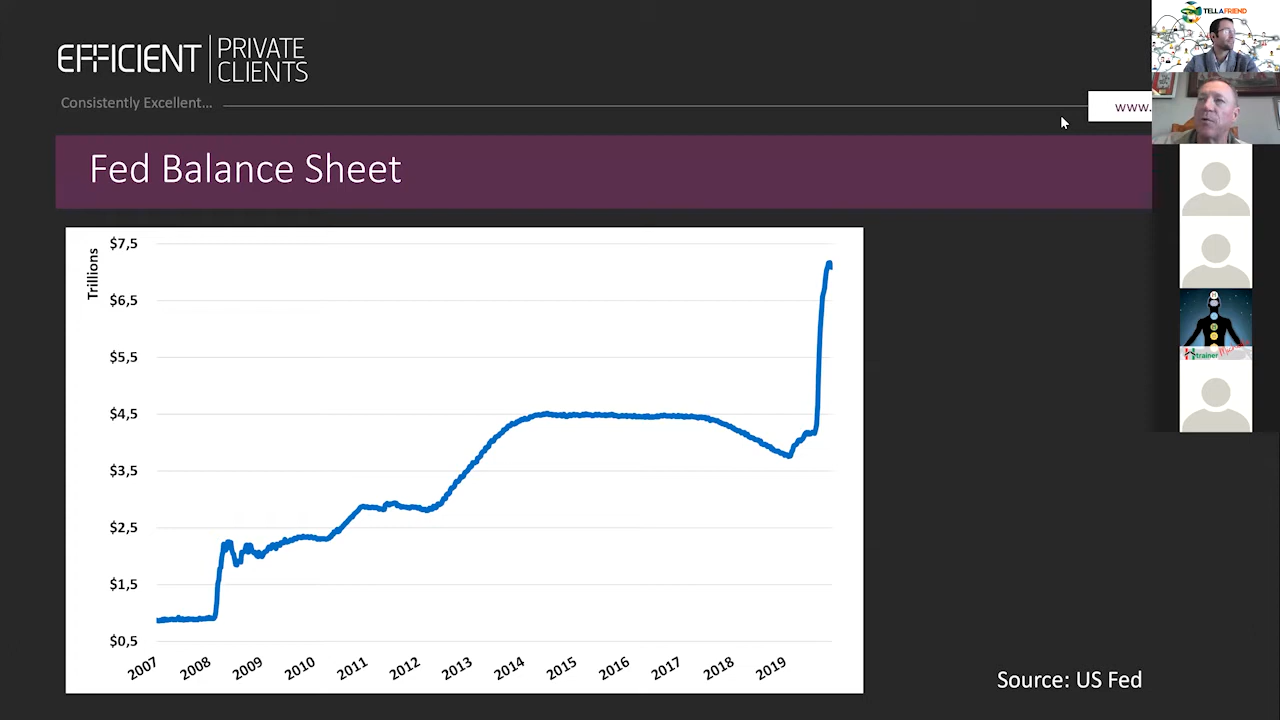 EFFICIENT PRIVATE CLIENTS
Consistently Excellent...
www.
TELLAFRIEND
Fed Balance Sheet
Trillions
$7,5
$6,5
$5,5
$4,5
$3,5
$2,5
$1,5
$0,5
2007 2008 2009 2010 2011 2012 2013 2014 2015 2016 2017 2018 2019
Source: US Fed
trainer